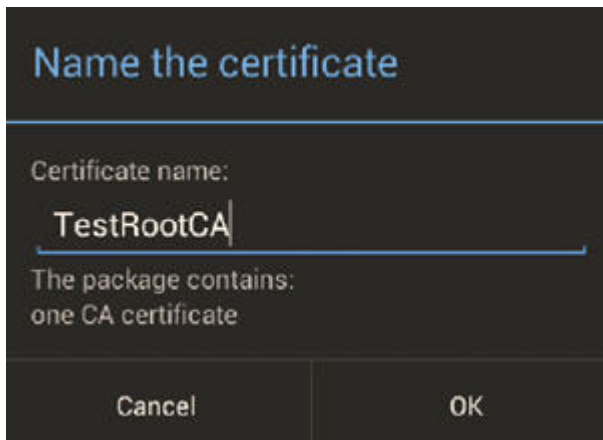 Name the certificate
Certificate name:
TestRootCA
The package contains:
one CA certificate
Cancel
OK